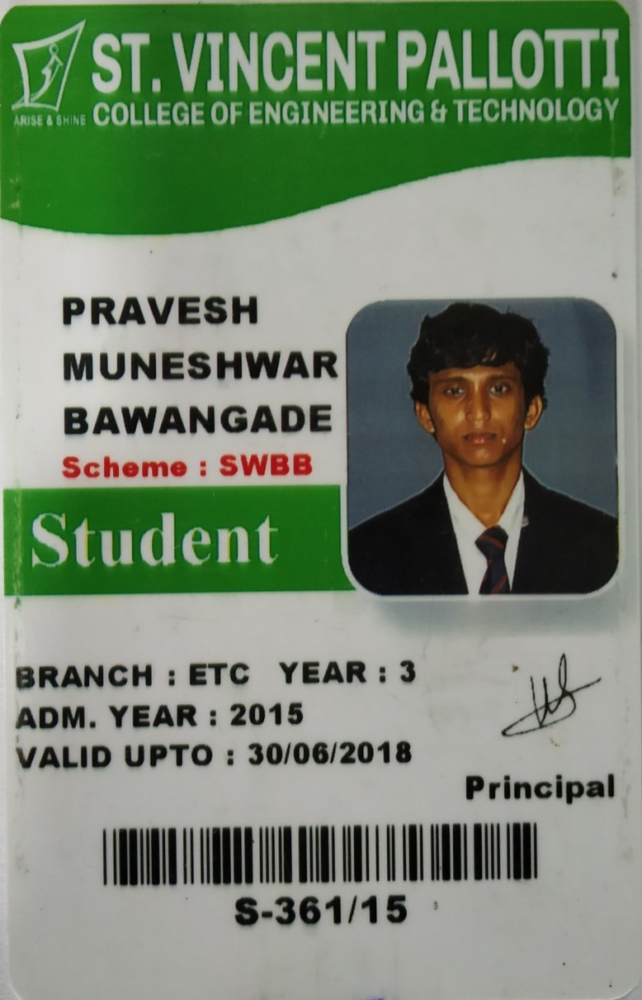 ST. VINCENT PALLOTTI
ARISE & SHINE COLLEGE OF ENGINEERING & TECHNOLOGY
PRAVESH
MUNESHWAR
BAWANGADE
Scheme : SWBB
Student
BRANCH : ETC YEAR : 3
ADM. YEAR : 2015
VALID UPTO : 30/06/2018
Principal
S-361/15